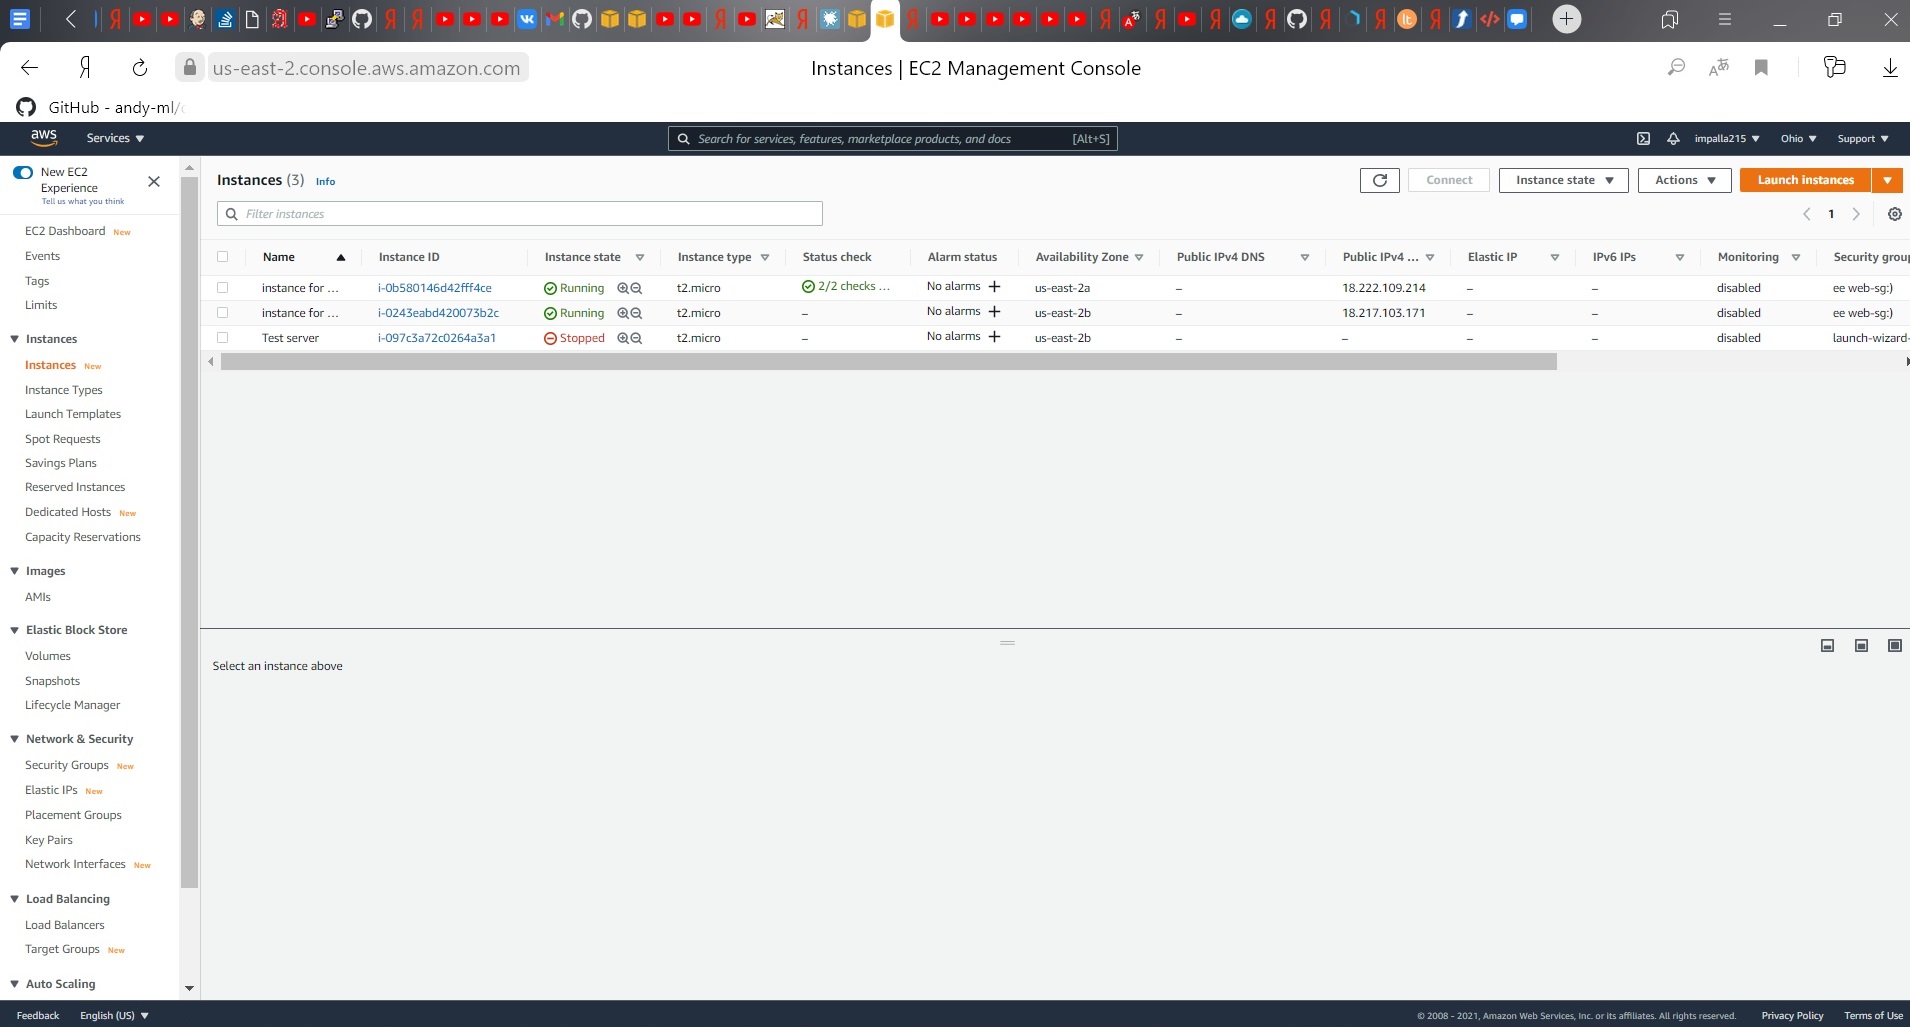 us-east-2.console.aws.amazon.com
Instances | EC2 Management Console
GitHub - andy-ml/
aws
Services
Search for services, features, marketplace products, and docs [Alt+S]
impalla215
Ohio
Support
New EC2 Experience
Tell us what you think
EC2 Dashboard New
Events
Tags
Limits
Instances
Instances New
Instance Types
Launch Templates
Spot Requests
Savings Plans
Reserved Instances
Dedicated Hosts New
Capacity Reservations
Images
AMIs
Elastic Block Store
Volumes
Snapshots
Lifecycle Manager
Network & Security
Security Groups New
Elastic IPs New
Placement Groups
Key Pairs
Network Interfaces New
Load Balancing
Load Balancers
Target Groups New
Auto Scaling
Instances (3) Info
Connect
Instance state
Actions
Launch instances
Filter instances
1
Name Instance ID Instance state Instance type Status check Alarm status Availability Zone Public IPv4 DNS Public IPv4 ... Elastic IP IPv6 IPs Monitoring Security group
instance for ... i-0b580146d42fff4ce Running t2.micro 2/2 checks ... No alarms + us-east-2a – 18.222.109.214 – – disabled ee web-sg:)
instance for ... i-0243eabd420073b2c Running t2.micro – No alarms + us-east-2b – 18.217.103.171 – – disabled ee web-sg:)
Test server i-097c3a72c0264a3a1 Stopped t2.micro – No alarms + us-east-2b – – – – disabled launch-wizard-
Select an instance above
Feedback
English (US)
© 2008 - 2021, Amazon Web Services, Inc. or its affiliates. All rights reserved.
Privacy Policy
Terms of Use